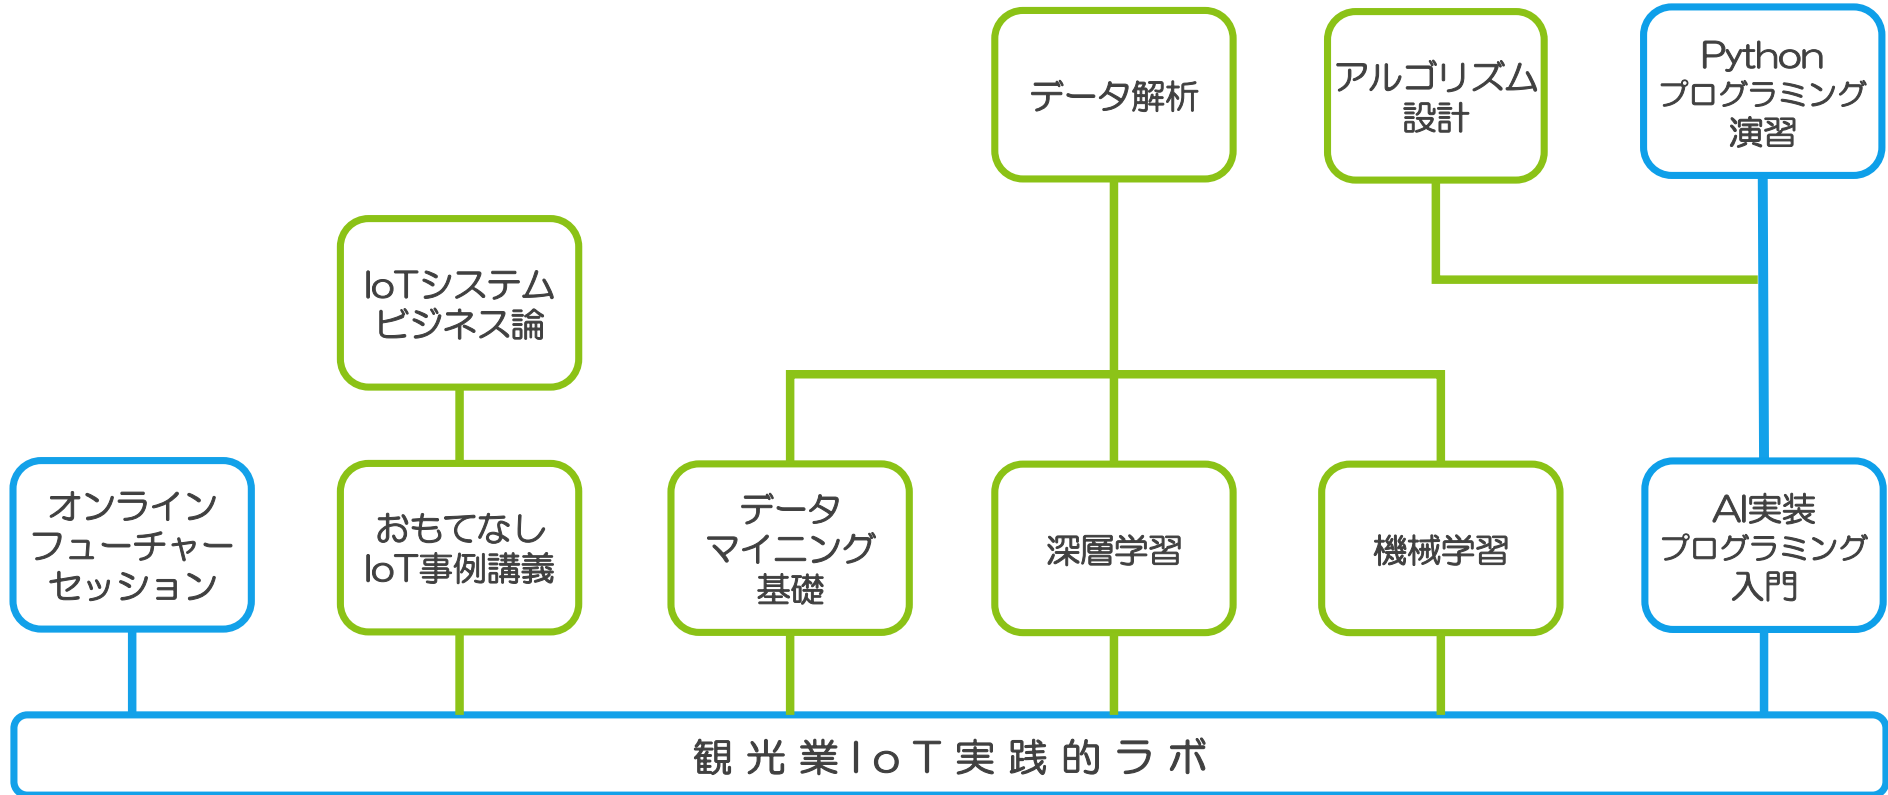 データ解析
アルゴリズム
設計
Python
プログラミング
演習
IoTシステム
ビジネス論
オンライン
フューチャー
セッション
おもてなし
IoT事例講義
データ
マイニング
基礎
深層学習
機械学習
AI実装
プログラミング
入門
観光業IoT実践的ラボ